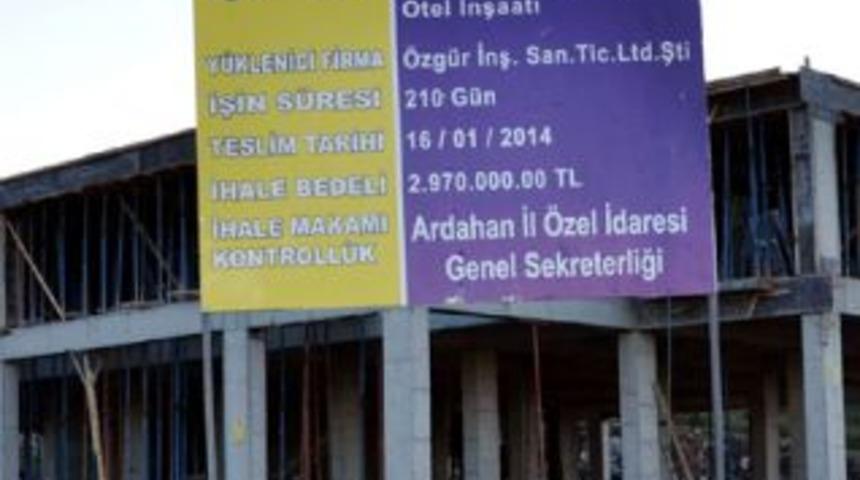 Otel İnşaatı
YÜKLENİCİ FİRMA Özgür İnş. San.Tic.Ltd.Şti
İŞİN SÜRESİ 210 Gün
TESLİM TARİHİ 16 / 01 / 2014
İHALE BEDELİ 2.970.000.00 TL
İHALE MAKAMI Ardahan İl Özel İdaresi
KONTROLLÜK Genel Sekreterliği